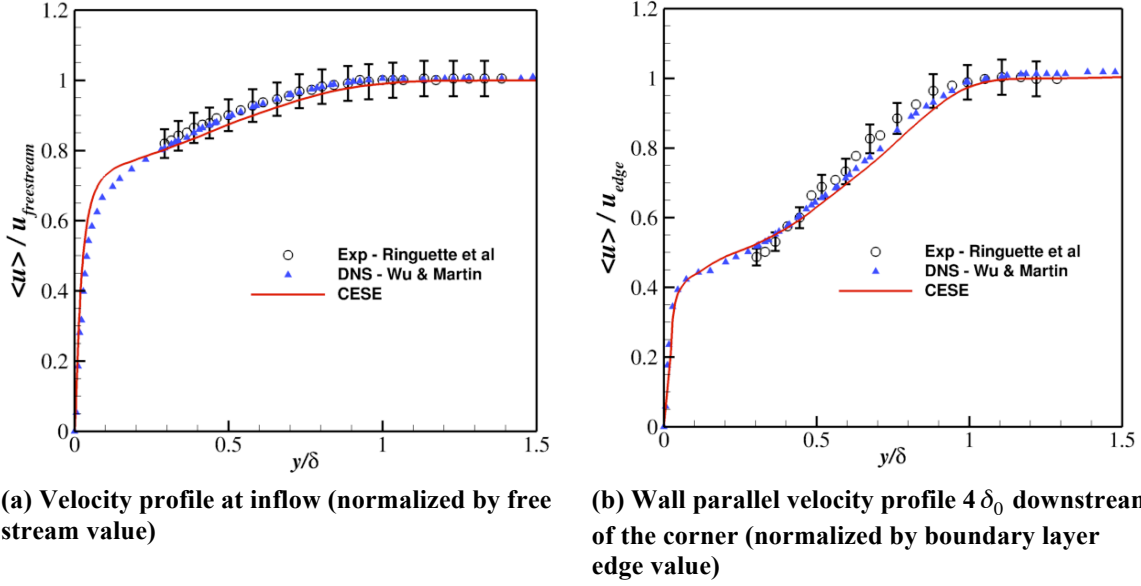 1.2
1
0.8
0.6
0.4
0.2
0
<u> / u_freestream
Exp - Ringuette et al
DNS - Wu & Martin
CESE
0 0.5 1 1.5
y/δ
(a) Velocity profile at inflow (normalized by free
stream value)
1.2
1
0.8
0.6
0.4
0.2
0
<u> / u_edge
Exp - Ringuette et al
DNS - Wu & Martin
CESE
0 0.5 1 1.5
y/δ
(b) Wall parallel velocity profile 4 δ₀ downstream
of the corner (normalized by boundary layer
edge value)